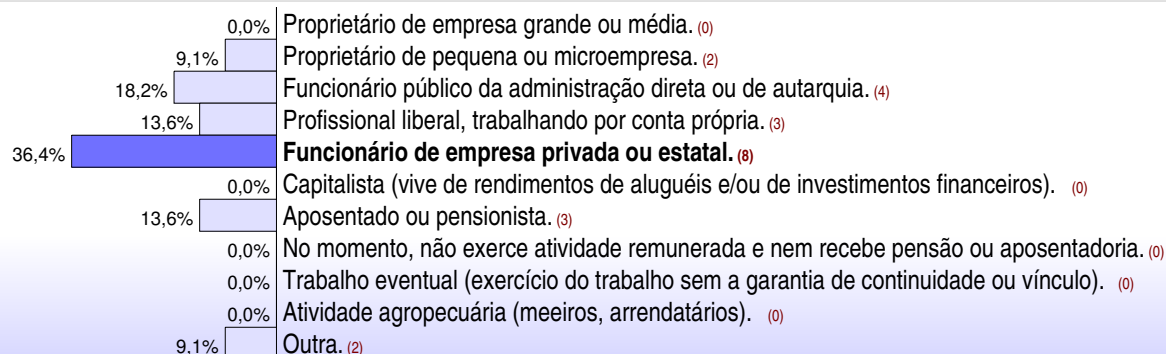 0,0% Proprietário de empresa grande ou média. (0)
9,1% Proprietário de pequena ou microempresa. (2)
18,2% Funcionário público da administração direta ou de autarquia. (4)
13,6% Profissional liberal, trabalhando por conta própria. (3)
36,4% Funcionário de empresa privada ou estatal. (8)
0,0% Capitalista (vive de rendimentos de aluguéis e/ou de investimentos financeiros). (0)
13,6% Aposentado ou pensionista. (3)
0,0% No momento, não exerce atividade remunerada e nem recebe pensão ou aposentadoria. (0)
0,0% Trabalho eventual (exercício do trabalho sem a garantia de continuidade ou vínculo). (0)
0,0% Atividade agropecuária (meeiros, arrendatários). (0)
9,1% Outra. (2)